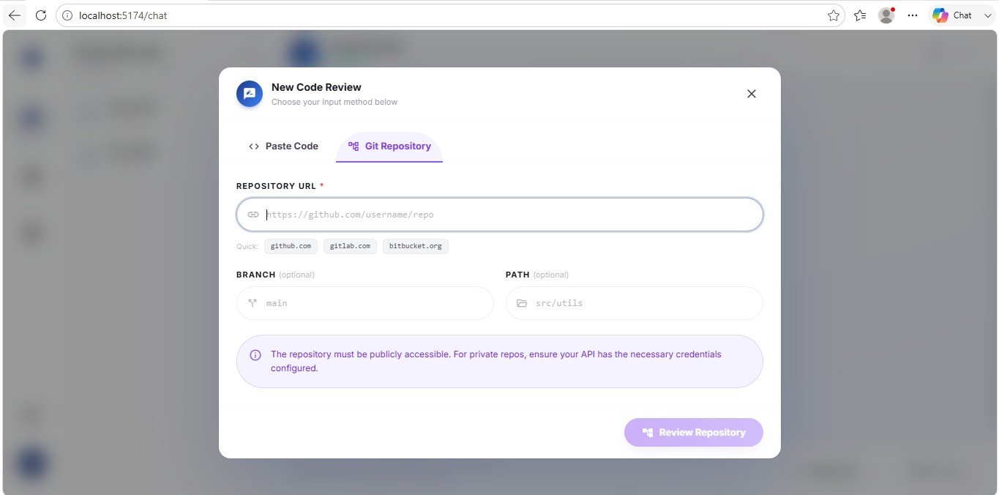 localhost:5174/chat
Chat
New Code Review
Choose your input method below
Paste Code
Git Repository
REPOSITORY URL *
https://github.com/username/repo
Quick: github.com gitlab.com bitbucket.org
BRANCH (optional)
PATH (optional)
main
src/utils
The repository must be publicly accessible. For private repos, ensure your API has the necessary credentials
configured.
Review Repository